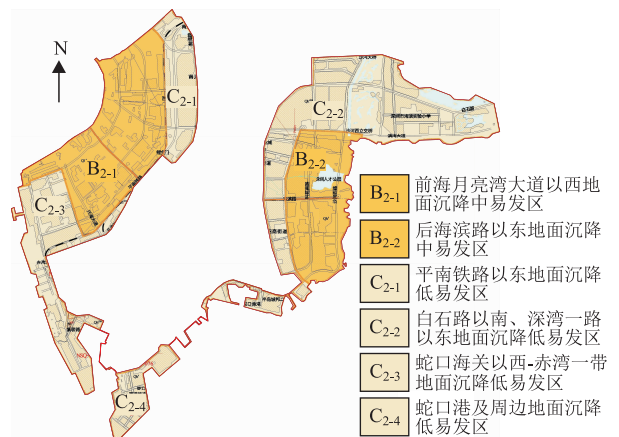 N
C2-1
C2-2
B2-2
B2-1
C2-3
C2-4
B2-1 前海月亮湾大道以西地
面沉降中易发区
B2-2 后海滨路以东地面沉降
中易发区
C2-1 平南铁路以东地面沉降
低易发区
C2-2 白石路以南、深湾一路
以东地面沉降低易发区
C2-3 蛇口海关以西-赤湾一带
地面沉降低易发区
C2-4 蛇口港及周边地面沉降
低易发区